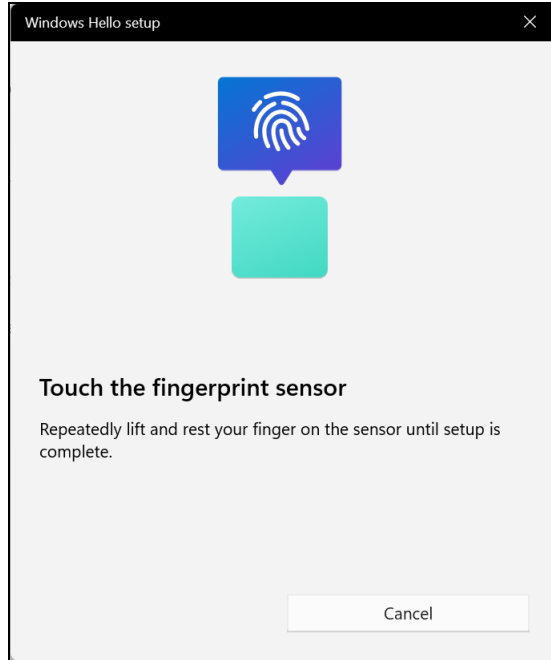 Windows Hello setup
Touch the fingerprint sensor
Repeatedly lift and rest your finger on the sensor until setup is
complete.
Cancel